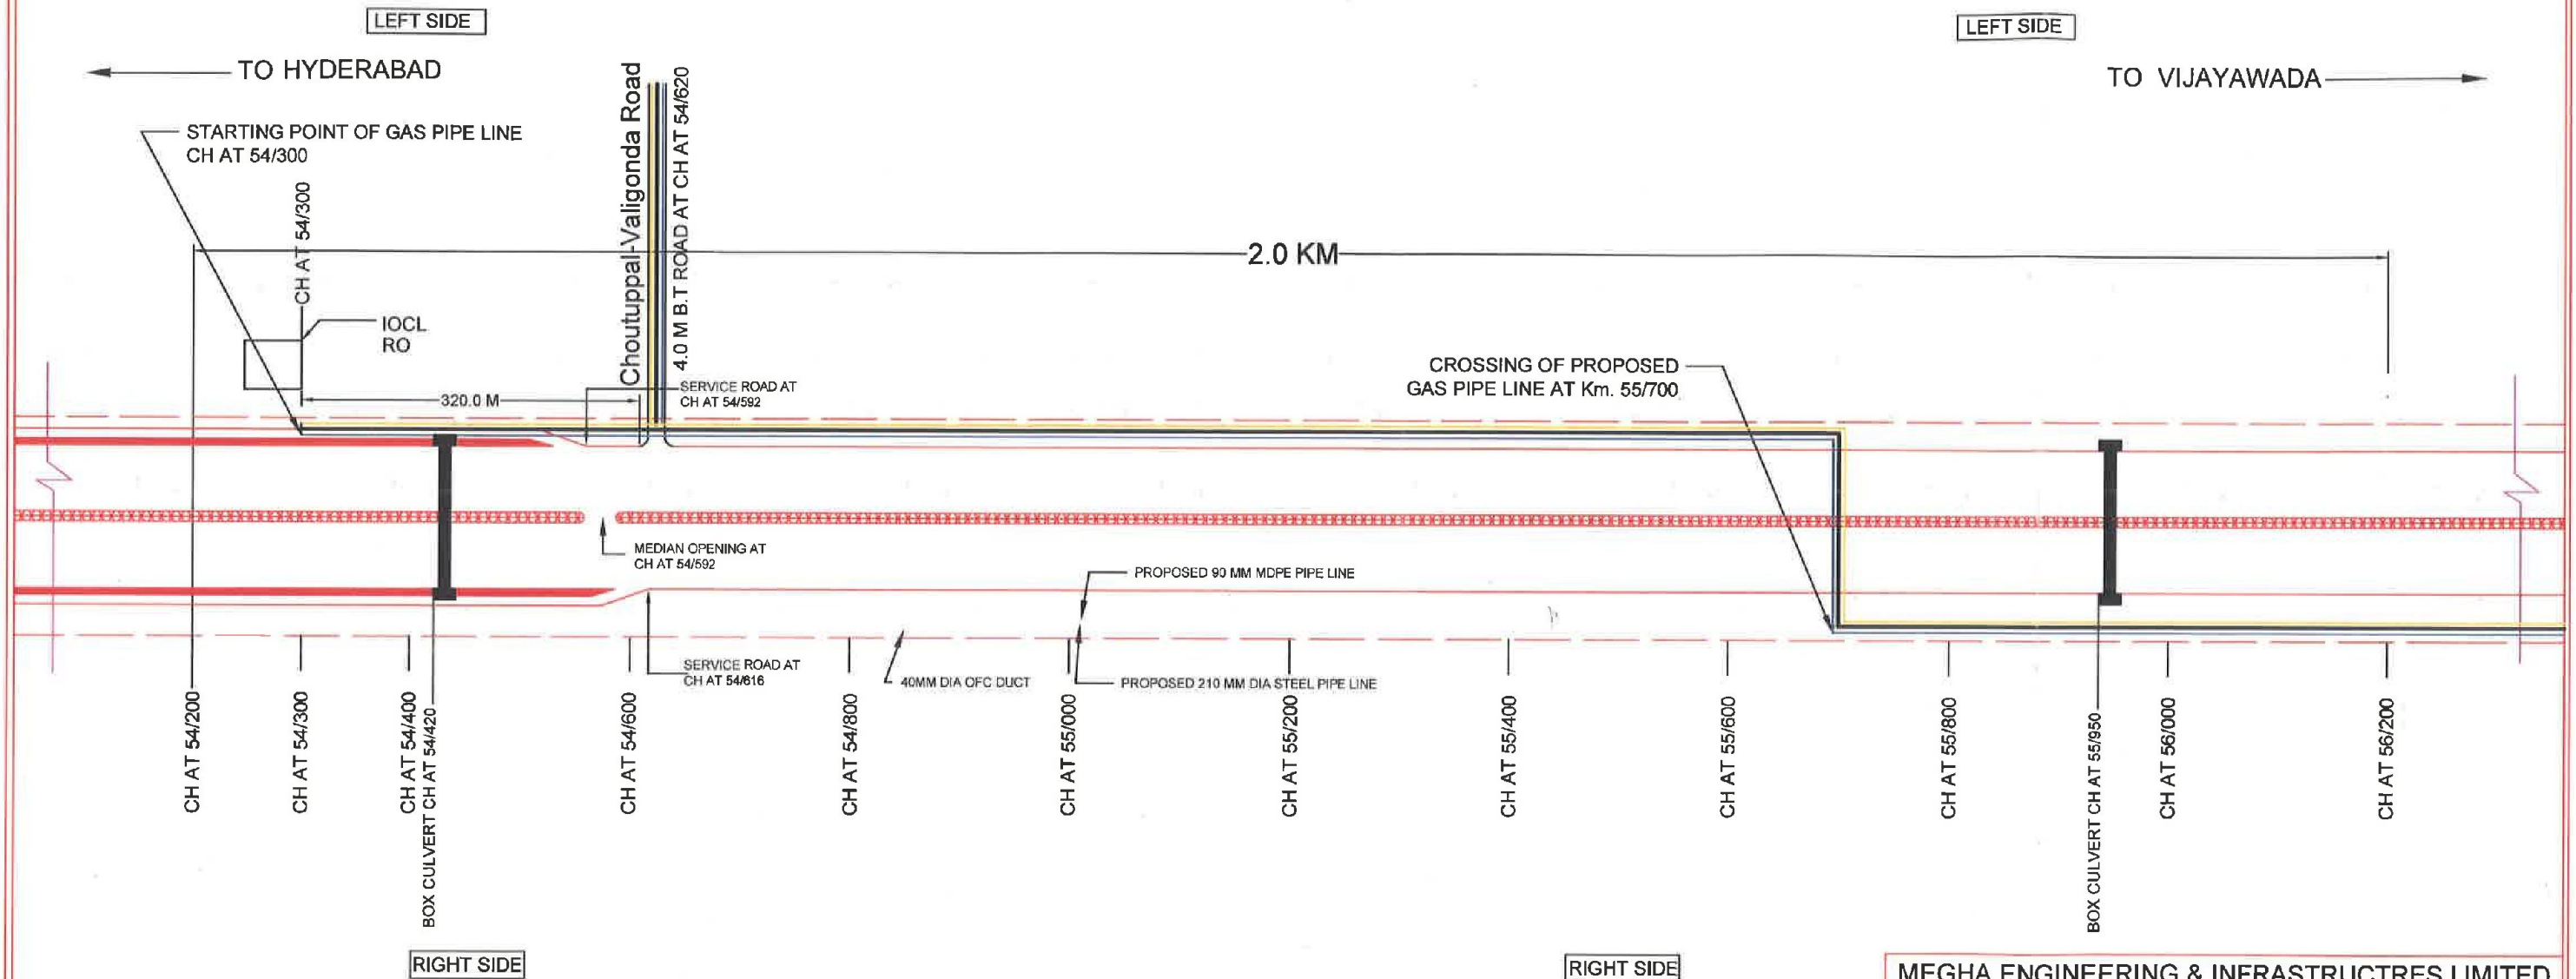 LEFT SIDE
LEFT SIDE
TO HYDERABAD
TO VIJAYAWADA
STARTING POINT OF GAS PIPE LINE
CH AT 54/300
CH AT 54/300
Choutuppal-Valigonda Road
4.0 M B.T ROAD AT CH AT 54/620
2.0 KM
IOCL
RO
320.0 M
SERVICE ROAD AT
CH AT 54/592
CROSSING OF PROPOSED
GAS PIPE LINE AT Km. 55/700
MEDIAN OPENING AT
CH AT 54/592
PROPOSED 90 MM MDPE PIPE LINE
SERVICE ROAD AT
CH AT 54/616
40MM DIA OFC DUCT
PROPOSED 210 MM DIA STEEL PIPE LINE
CH AT 54/200
CH AT 54/300
CH AT 54/400
BOX CULVERT CH AT 54/420
CH AT 54/600
CH AT 54/800
CH AT 55/000
CH AT 55/200
CH AT 55/400
CH AT 55/600
CH AT 55/800
BOX CULVERT CH AT 55/950
CH AT 56/000
CH AT 56/200
RIGHT SIDE
RIGHT SIDE
MEGHA ENGINEERING & INFRASTRUCTRES LIMITED